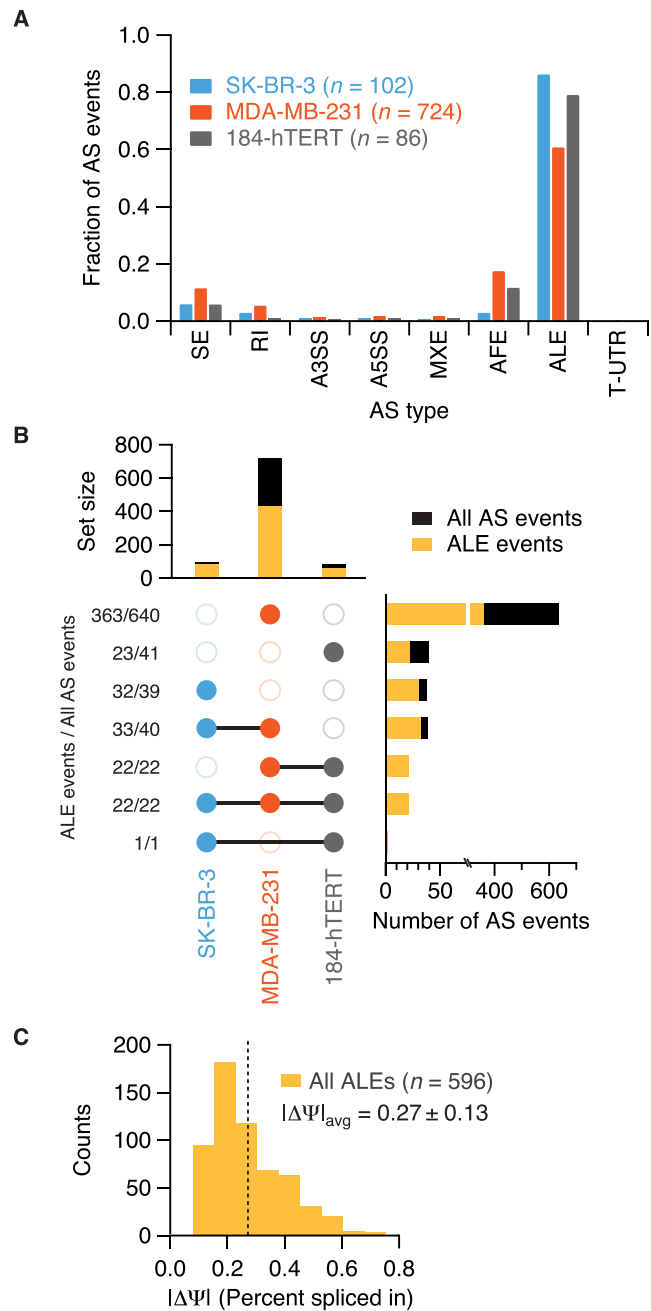 A
1.0
0.8
0.6
0.4
0.2
0.0
Fraction of AS events
SK-BR-3 (n = 102)
MDA-MB-231 (n = 724)
184-hTERT (n = 86)
SE
RI
A3SS
A5SS
MXE
AFE
ALE
T-UTR
AS type
B
800
600
400
200
0
Set size
All AS events
ALE events
ALE events / All AS events
363/640
23/41
32/39
33/40
22/22
22/22
1/1
SK-BR-3
MDA-MB-231
184-hTERT
0 50 400 600
Number of AS events
C
200
150
100
50
0
Counts
All ALEs (n = 596)
|ΔΨ|avg = 0.27 ± 0.13
0.0 0.2 0.4 0.6 0.8
|ΔΨ| (Percent spliced in)